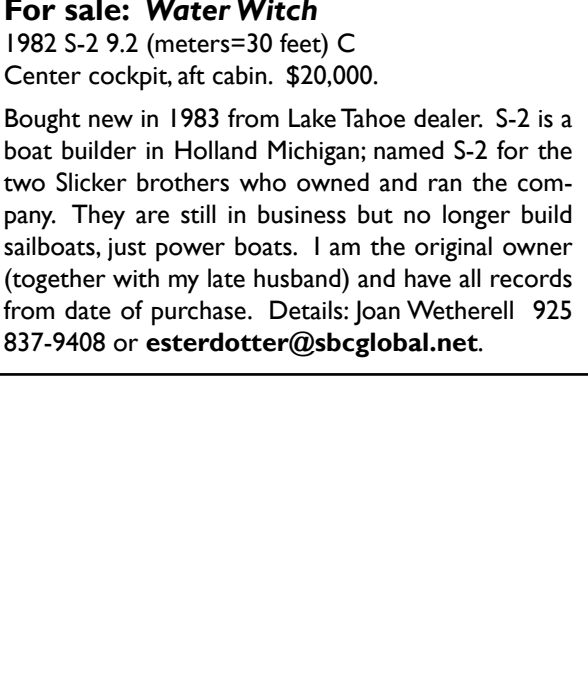 For sale: Water Witch
1982 S-2 9.2 (meters=30 feet) C
Center cockpit, aft cabin. $20,000.
Bought new in 1983 from Lake Tahoe dealer. S-2 is a
boat builder in Holland Michigan; named S-2 for the
two Slicker brothers who owned and ran the com-
pany. They are still in business but no longer build
sailboats, just power boats. I am the original owner
(together with my late husband) and have all records
from date of purchase. Details: Joan Wetherell 925
837-9408 or esterdotter@sbcglobal.net.